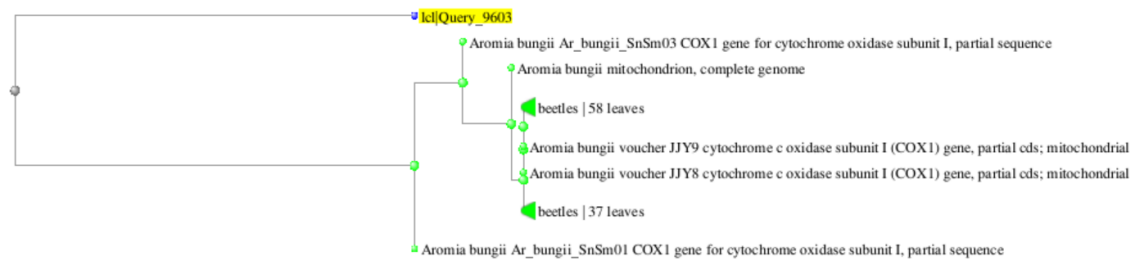 lcl|Query_9603
Aromia bungii Ar_bungii_SnSm03 COX1 gene for cytochrome oxidase subunit I, partial sequence
Aromia bungii mitochondrion, complete genome
beetles | 58 leaves
Aromia bungii voucher JJY9 cytochrome c oxidase subunit I (COX1) gene, partial cds; mitochondrial
Aromia bungii voucher JJY8 cytochrome c oxidase subunit I (COX1) gene, partial cds; mitochondrial
beetles | 37 leaves
Aromia bungii Ar_bungii_SnSm01 COX1 gene for cytochrome oxidase subunit I, partial sequence